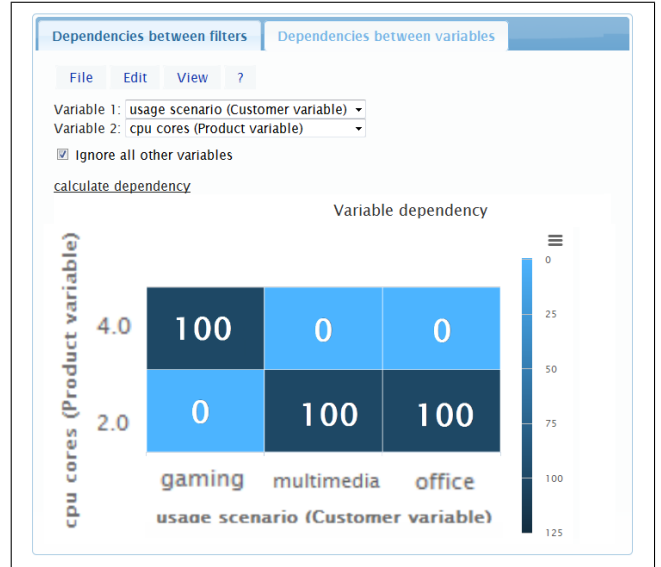 Dependencies between filters Dependencies between variables
File Edit View ?
Variable 1: usage scenario (Customer variable)
Variable 2: cpu cores (Product variable)
Ignore all other variables
calculate dependency
Variable dependency
cpu cores (Product variable)
4.0 100 0 0
2.0 0 100 100
gaming multimedia office
usage scenario (Customer variable)
0
25
50
75
100
125